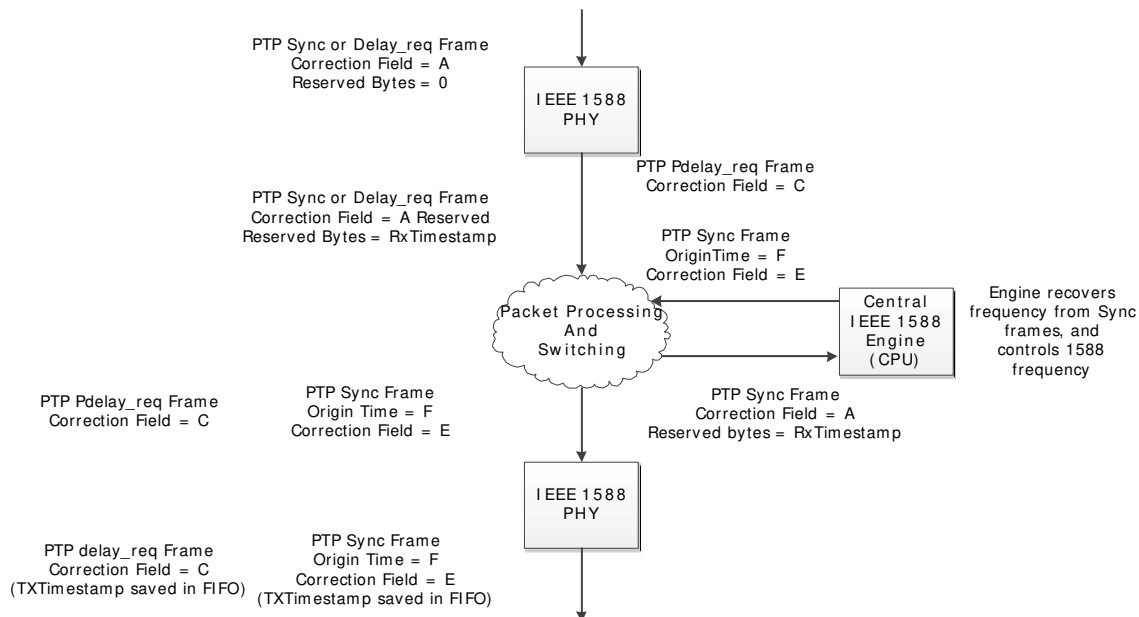 PTP Sync or Delay_req Frame
Correction Field = A
Reserved Bytes = 0
IEEE 1588
PHY
PTP Pdelay_req Frame
Correction Field = C
PTP Sync or Delay_req Frame
Correction Field = A Reserved
Reserved Bytes = RxTimestamp
PTP Sync Frame
OriginTime = F
Correction Field = E
Packet Processing
And
Switching
Central
IEEE 1588
Engine
(CPU)
Engine recovers
frequency from Sync
frames, and
controls 1588
frequency
PTP Pdelay_req Frame
Correction Field = C
PTP Sync Frame
Origin Time = F
Correction Field = E
PTP Sync Frame
Correction Field = A
Reserved bytes = RxTimestamp
IEEE 1588
PHY
PTP delay_req Frame
Correction Field = C
(TXTimestamp saved in FIFO)
PTP Sync Frame
Origin Time = F
Correction Field = E
(TXTimestamp saved in FIFO)